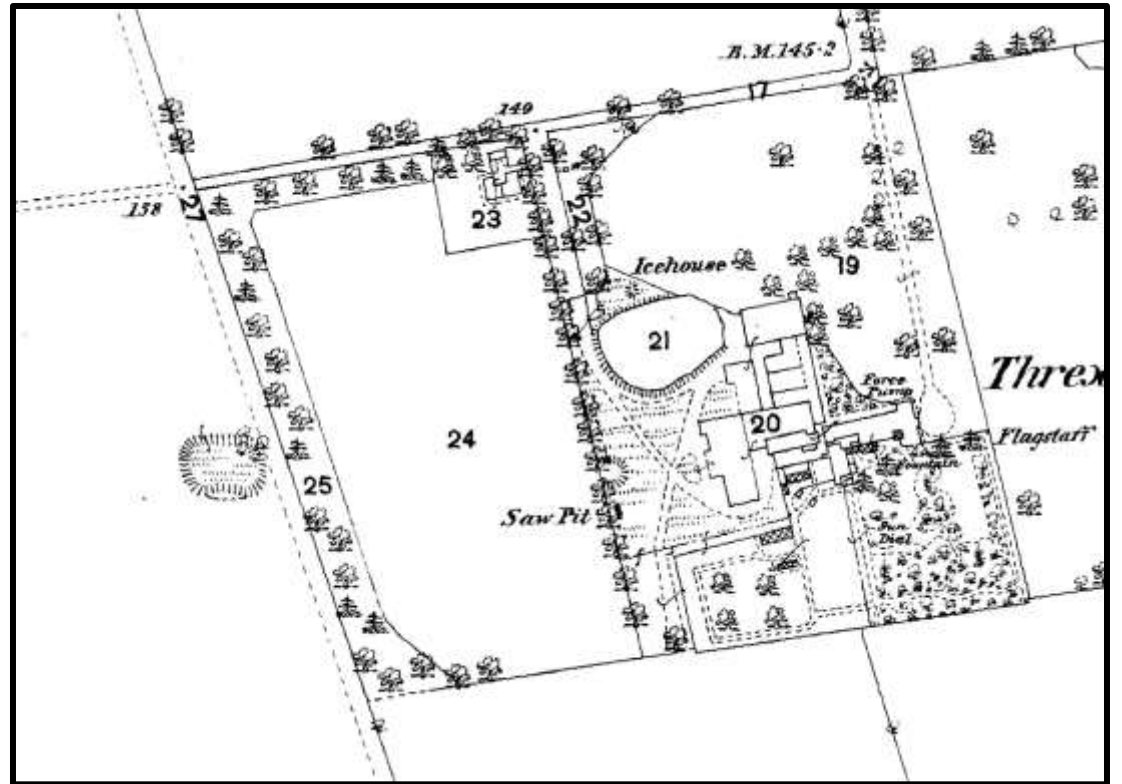 B.M. 145·2
17
149
158
27
23
22
Icehouse
19
21
Force
Pump
Threx
20
24
Flagstaff
Fountain
25
Saw Pit
Sun
Dial